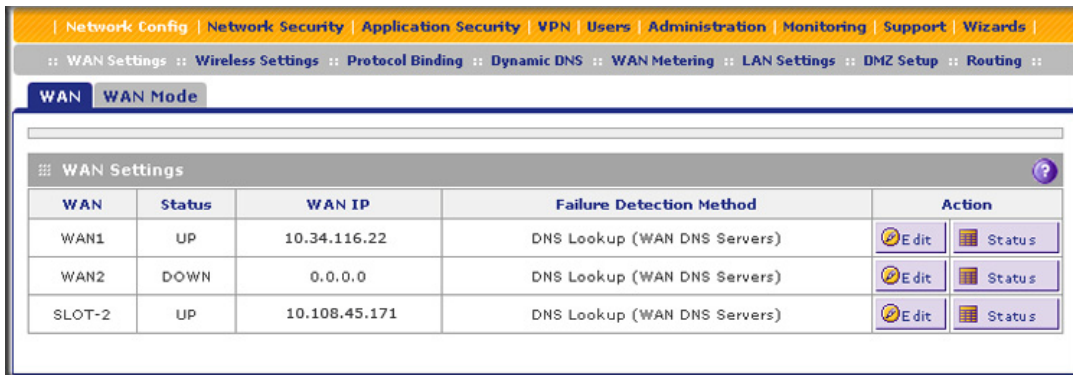 | Network Config | Network Security | Application Security | VPN | Users | Administration | Monitoring | Support | Wizards |
:: WAN Settings :: Wireless Settings :: Protocol Binding :: Dynamic DNS :: WAN Metering :: LAN Settings :: DMZ Setup :: Routing ::
WAN WAN Mode
WAN Settings ?
WAN Status WAN IP Failure Detection Method Action
WAN1 UP 10.34.116.22 DNS Lookup (WAN DNS Servers) Edit Status
WAN2 DOWN 0.0.0.0 DNS Lookup (WAN DNS Servers) Edit Status
SLOT-2 UP 10.108.45.171 DNS Lookup (WAN DNS Servers) Edit Status